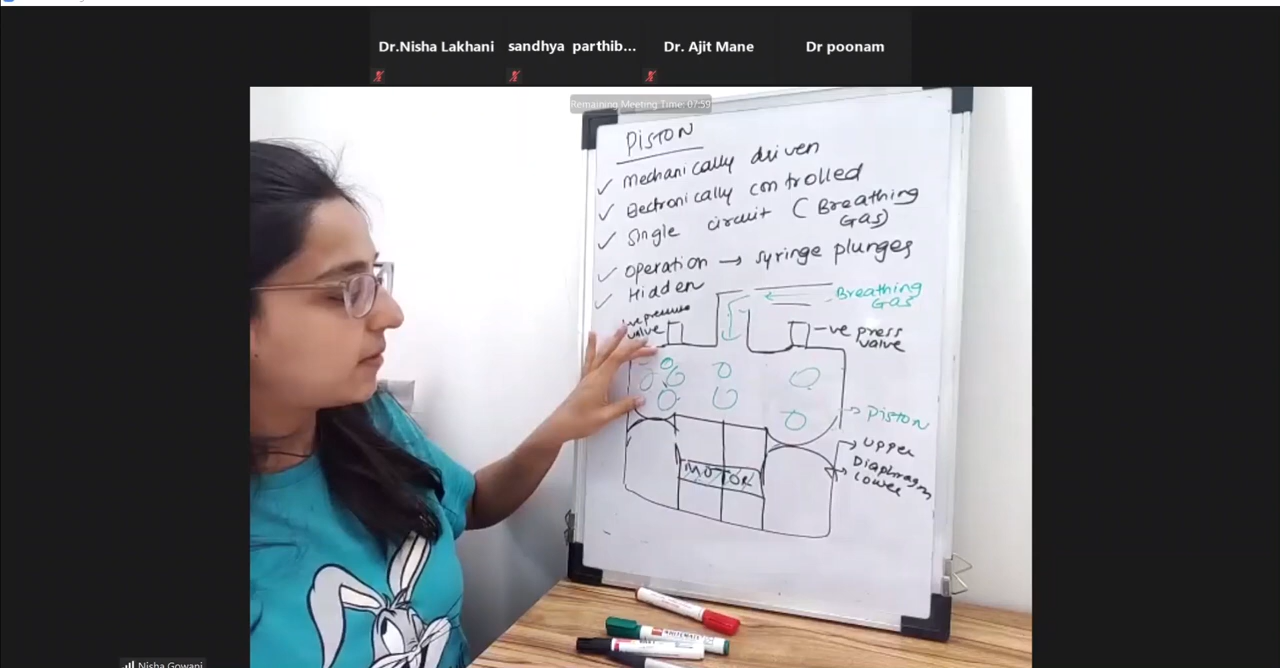 Dr.Nisha Lakhani
sandhya parthib...
Dr. Ajit Mane
Dr poonam
Remaining Meeting Time: 07:59
PISTON
✓ Mechanically driven
✓ Electronically controlled
✓ Single circuit (Breathing
Gas)
✓ Operation → syringe plunges
✓ Hidden
Breathing
Gas
+ve pressure
valve
-ve press
valve
Piston
Upper
Diaphragm
Lower
MOTOR
Nisha Gowani